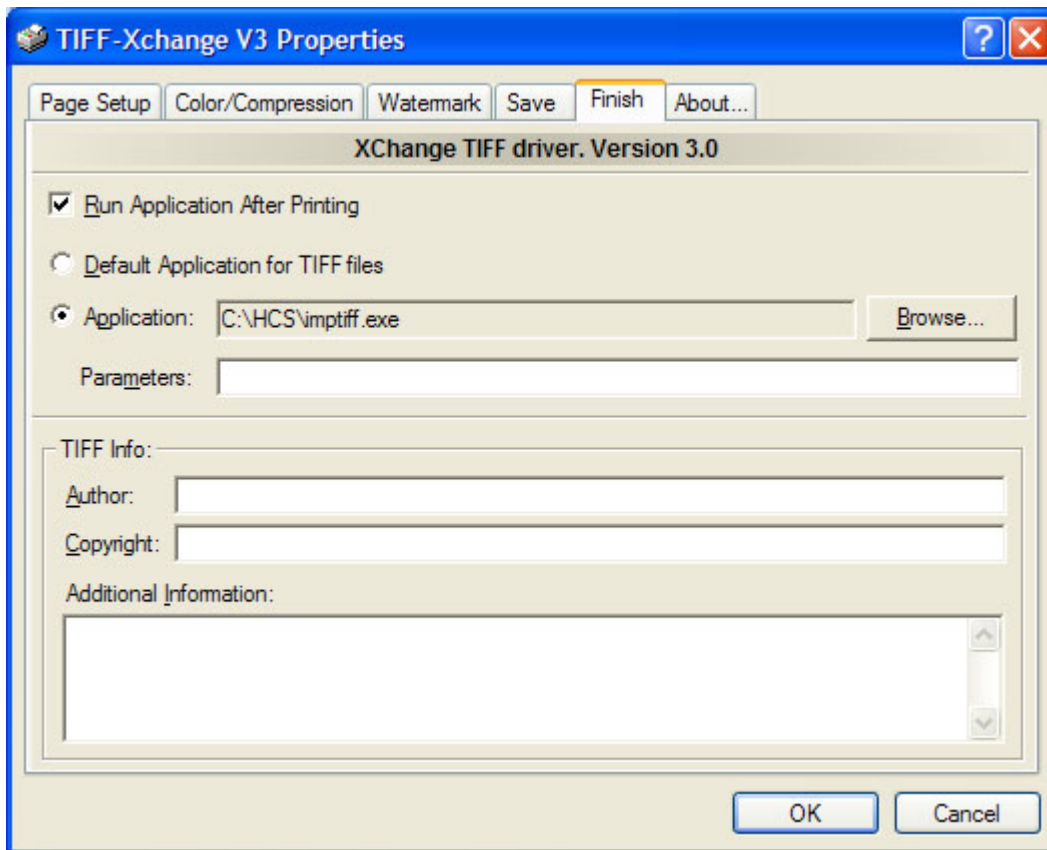 TIFF-Xchange V3 Properties
Page Setup Color/Compression Watermark Save Finish About...
XChange TIFF driver. Version 3.0
Run Application After Printing
Default Application for TIFF files
Application: C:\HCS\imptiff.exe Browse...
Parameters:
TIFF Info:
Author:
Copyright:
Additional Information:
OK Cancel